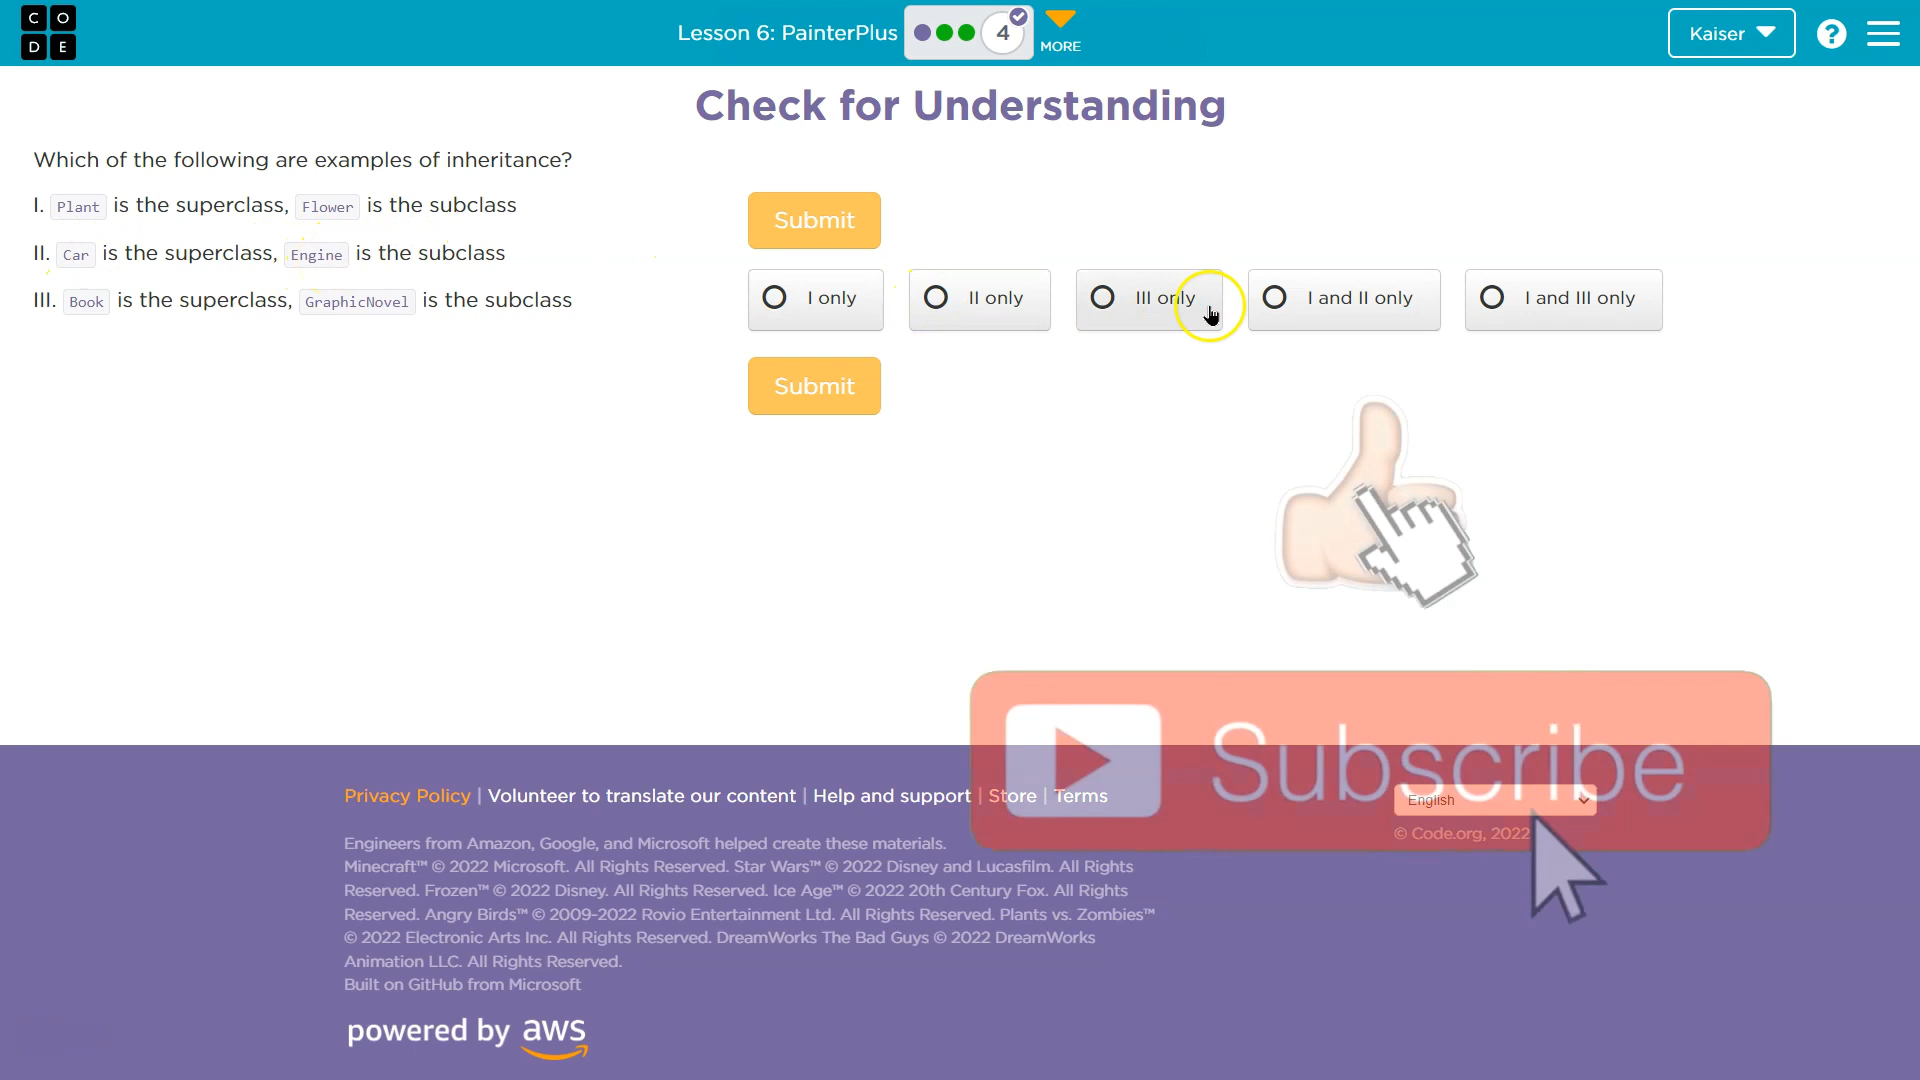 C O
D E
Lesson 6: PainterPlus
4
MORE
Kaiser
?
Check for Understanding
Which of the following are examples of inheritance?
I. Plant is the superclass, Flower is the subclass
II. Car is the superclass, Engine is the subclass
III. Book is the superclass, GraphicNovel is the subclass
Submit
I only
II only
III only
I and II only
I and III only
Submit
Subscribe
Privacy Policy | Volunteer to translate our content | Help and support | Store | Terms
English
© Code.org, 2022
Engineers from Amazon, Google, and Microsoft helped create these materials.
Minecraft™ © 2022 Microsoft. All Rights Reserved. Star Wars™ © 2022 Disney and Lucasfilm. All Rights
Reserved. Frozen™ © 2022 Disney. All Rights Reserved. Ice Age™ © 2022 20th Century Fox. All Rights
Reserved. Angry Birds™ © 2009-2022 Rovio Entertainment Ltd. All Rights Reserved. Plants vs. Zombies™
© 2022 Electronic Arts Inc. All Rights Reserved. DreamWorks The Bad Guys © 2022 DreamWorks
Animation LLC. All Rights Reserved.
Built on GitHub from Microsoft
powered by aws